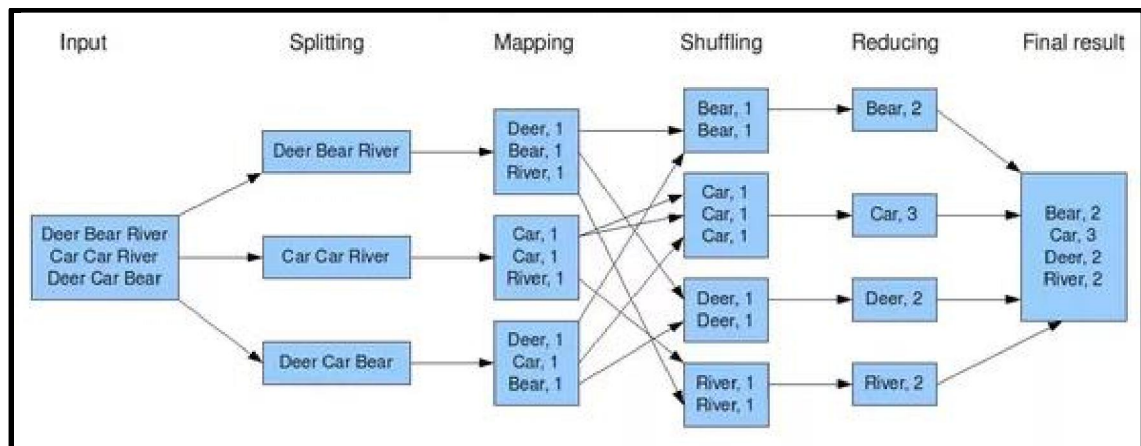 Input
Splitting
Mapping
Shuffling
Reducing
Final result
Deer Bear River
Car Car River
Deer Car Bear
Deer Bear River
Car Car River
Deer Car Bear
Deer, 1
Bear, 1
River, 1
Car, 1
Car, 1
River, 1
Deer, 1
Car, 1
Bear, 1
Bear, 1
Bear, 1
Car, 1
Car, 1
Car, 1
Deer, 1
Deer, 1
River, 1
River, 1
Bear, 2
Car, 3
Deer, 2
River, 2
Bear, 2
Car, 3
Deer, 2
River, 2